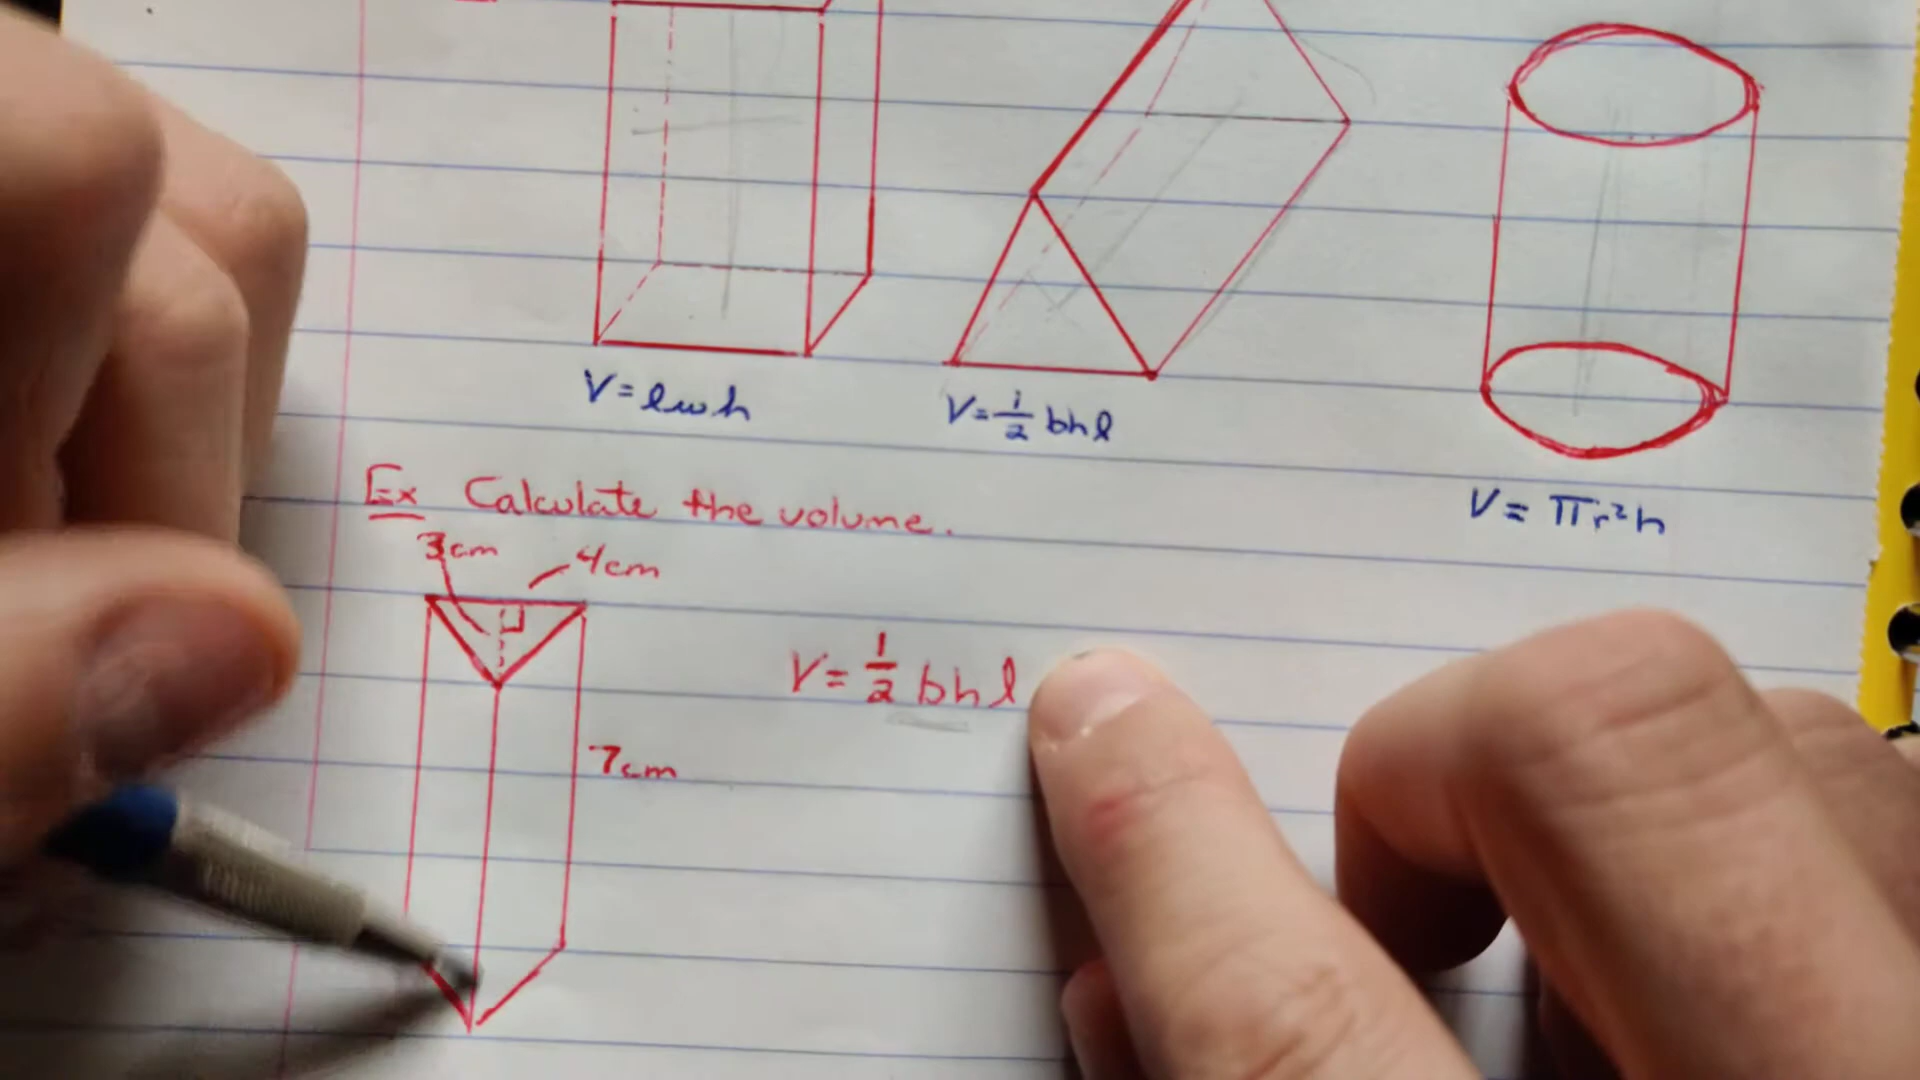 V = lwh
V = 1/2 bhl
V = πr²h
Ex Calculate the volume.
3cm
4cm
V = 1/2 bhl
7cm